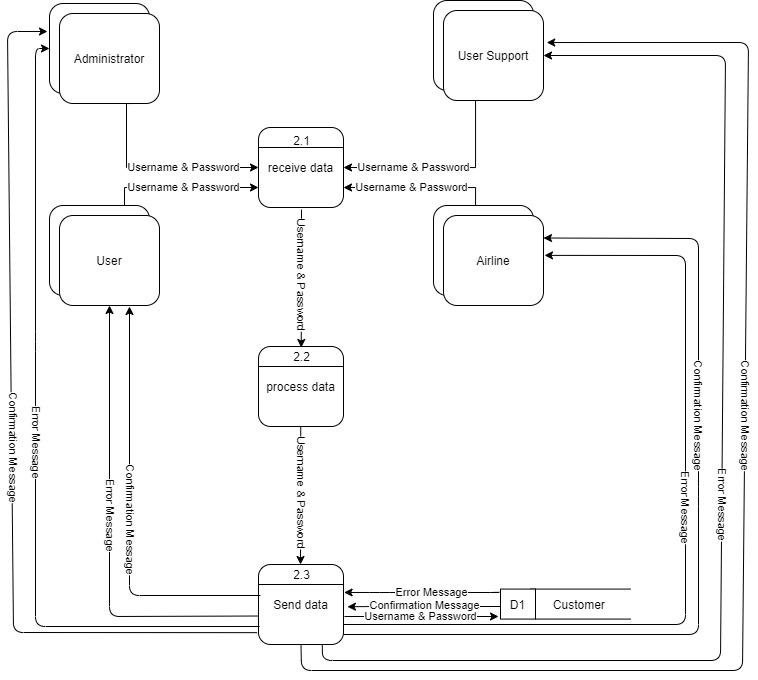 Administrator
User Support
2.1
receive data
Username & Password
Username & Password
Username & Password
Username & Password
User
Airline
Username & Password
2.2
process data
Username & Password
Confirmation Message
Error Message
Error Message
Confirmation Message
Error Message
Confirmation Message
Error Message
Confirmation Message
2.3
Send data
Error Message
Confirmation Message
Username & Password
D1
Customer